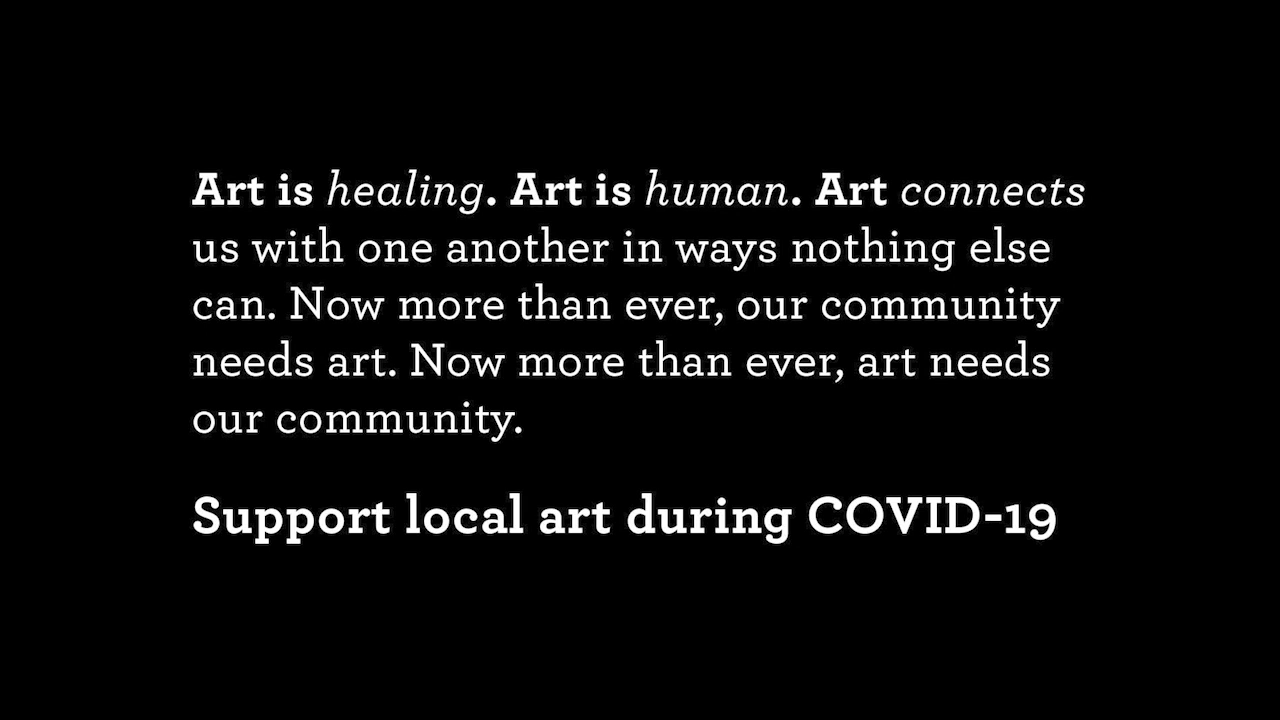 Art is healing. Art is human. Art connects
us with one another in ways nothing else
can. Now more than ever, our community
needs art. Now more than ever, art needs
our community.
Support local art during COVID-19